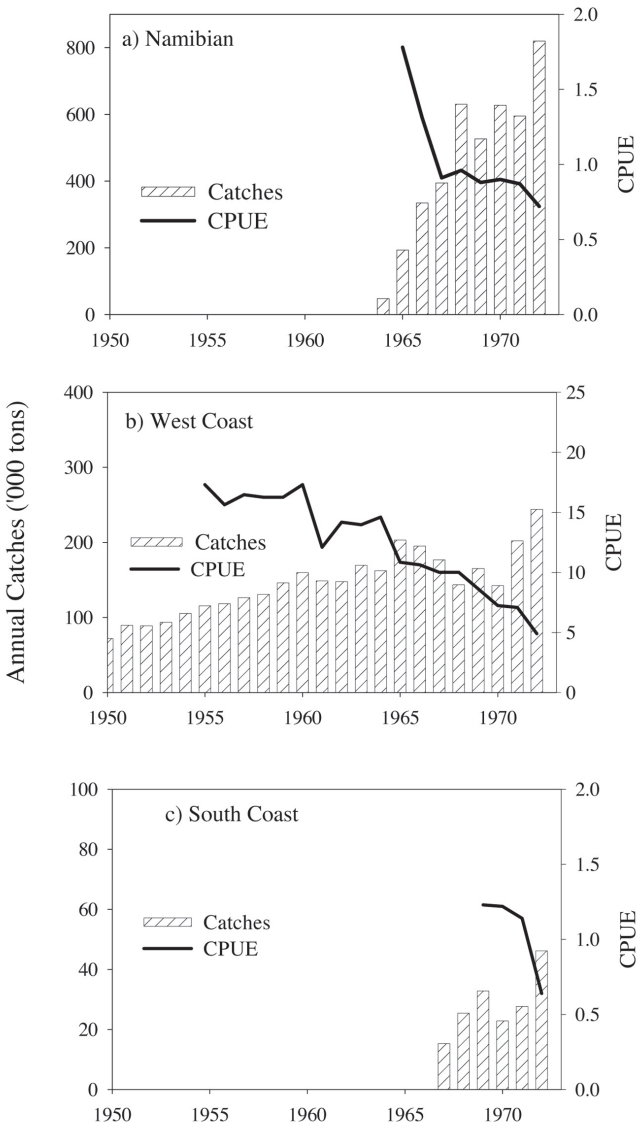 a) Namibian
800
600
400
200
0
2.0
1.5
1.0
0.5
0.0
CPUE
Catches
CPUE
1950 1955 1960 1965 1970
Annual Catches ('000 tons)
b) West Coast
400
300
200
100
0
25
20
15
10
5
0
CPUE
Catches
CPUE
1950 1955 1960 1965 1970
c) South Coast
100
80
60
40
20
0
2.0
1.5
1.0
0.5
0.0
CPUE
Catches
CPUE
1950 1955 1960 1965 1970